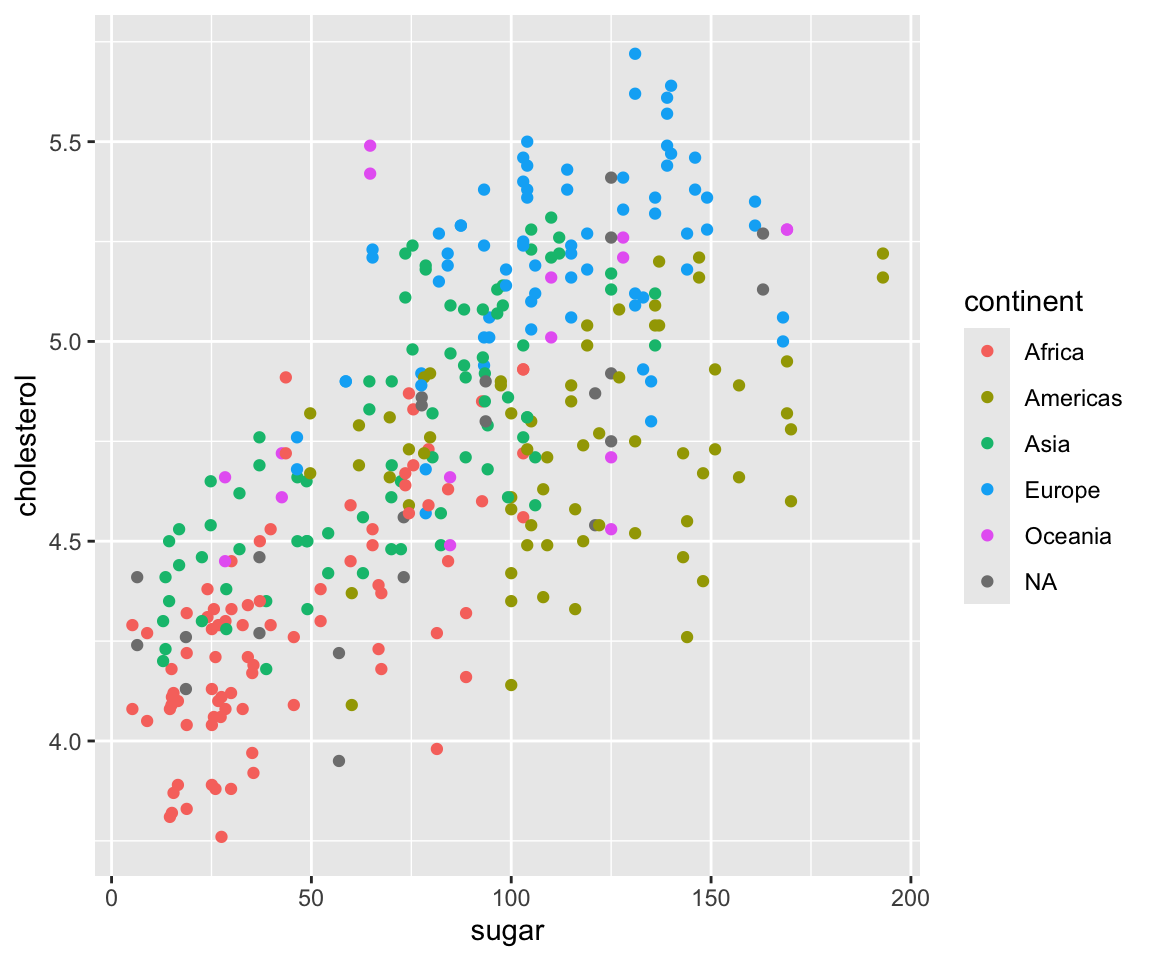 5.5
5.0
4.5
4.0
cholesterol
0 50 100 150 200
sugar
continent
Africa
Americas
Asia
Europe
Oceania
NA